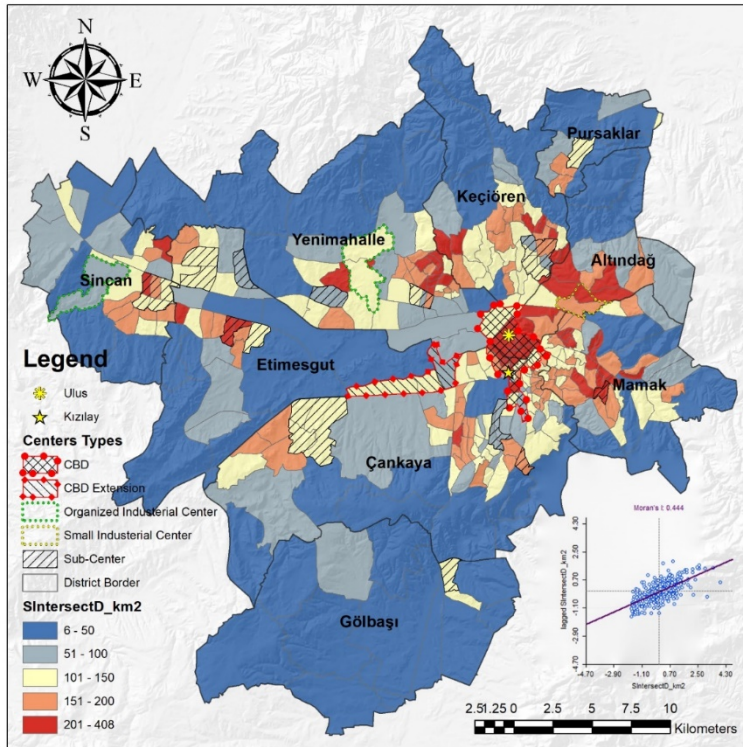 N
W
E
S
Pursaklar
Keçiören
Yenimahalle
Altındağ
Sincan
Etimesgut
Mamak
Çankaya
Gölbaşı
Legend
Ulus
Kızılay
Centers Types
CBD
CBD Extension
Organized Industerial Center
Small Industerial Center
Sub-Center
District Border
SIntersectD_km2
6 - 50
51 - 100
101 - 150
151 - 200
201 - 408
Moran's I: 0.444
lagged SIntersectD_km2
4.30
2.50
0.70
-1.10
-2.90
-4.70
-4.70
-2.90
-1.10
0.70
2.50
4.30
SIntersectD_km2
2.51.25 0
2.5
5
7.5
10
Kilometers